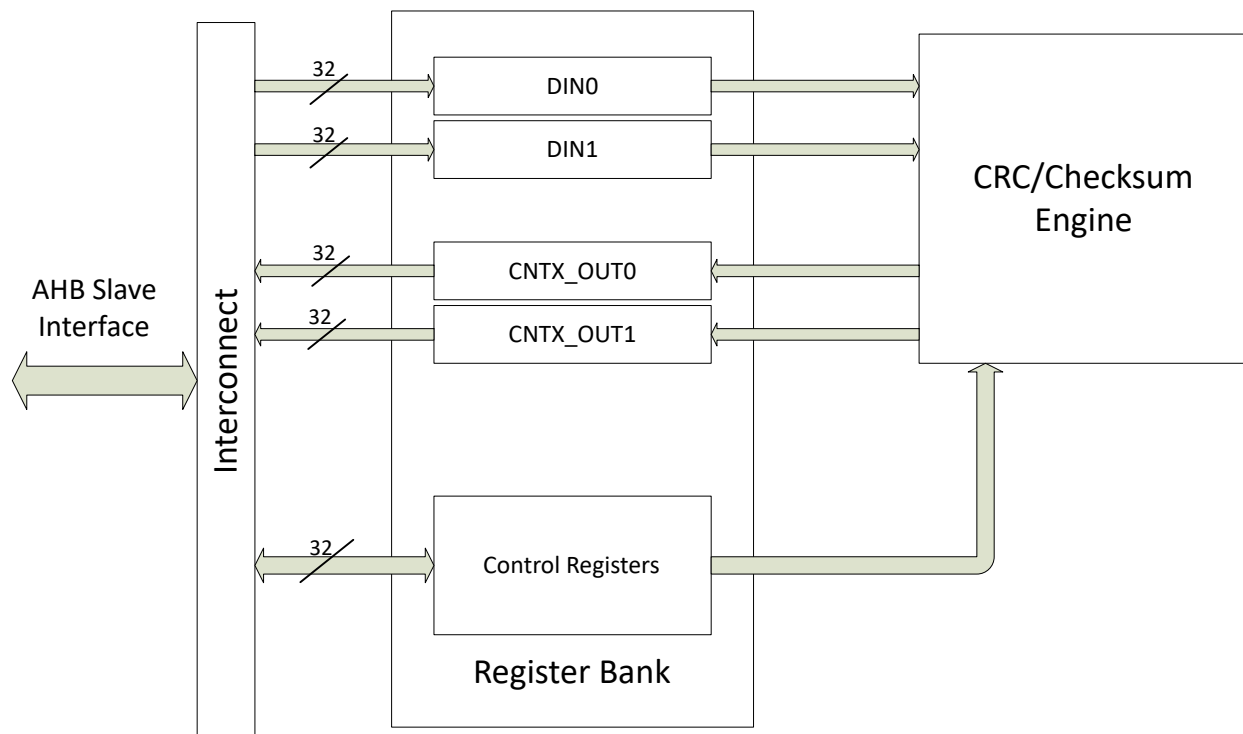 32
DIN0
32
DIN1
CRC/Checksum
Engine
32
CNTX_OUT0
AHB Slave
Interface
32
CNTX_OUT1
Interconnect
32
Control Registers
Register Bank